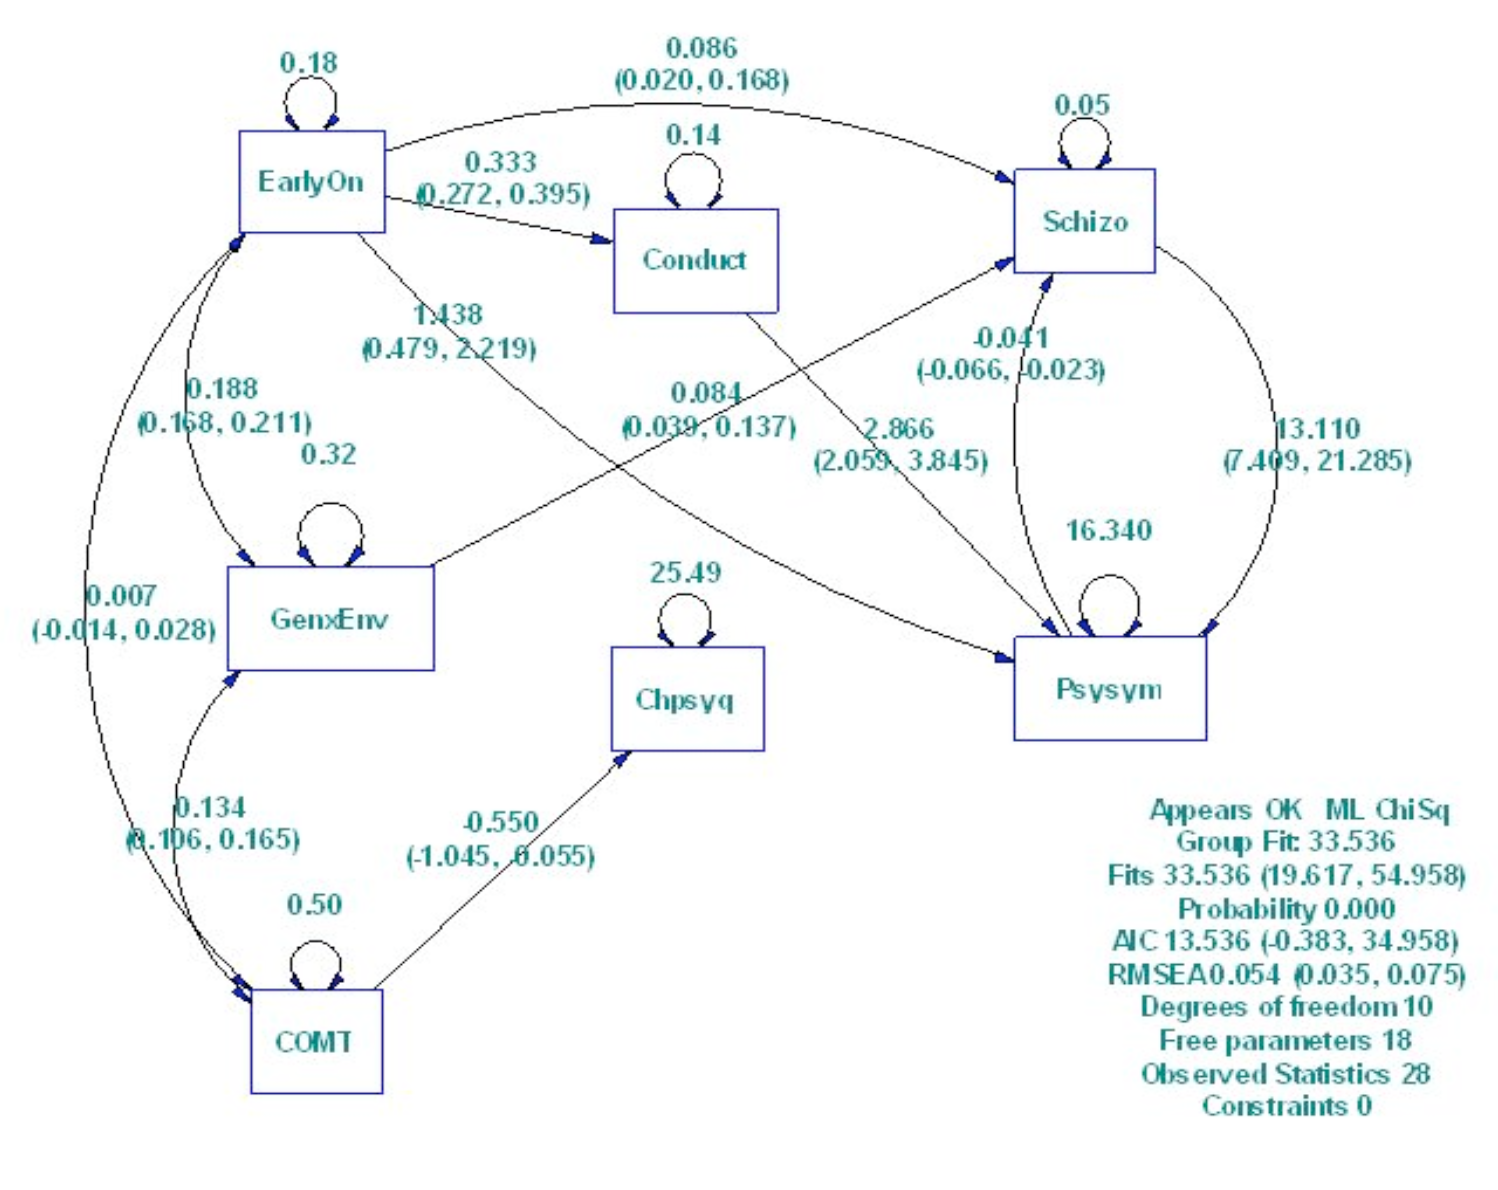 0.18
0.086
(0.020, 0.168)
0.05
0.14
0.333
(0.272, 0.395)
EarlyOn
Schizo
Conduct
1.438
(0.479, 2.219)
-0.041
(-0.066, -0.023)
0.188
(0.168, 0.211)
0.084
(0.039, 0.137)
2.866
(2.059, 3.845)
13.110
(7.409, 21.285)
0.32
16.340
25.49
0.007
(-0.014, 0.028)
GenxEnv
Chpsyq
Psysym
0.134
(0.106, 0.165)
-0.550
(-1.045, -0.055)
0.50
COMT
Appears OK ML ChiSq
Group Fit: 33.536
Fits 33.536 (19.617, 54.958)
Probability 0.000
AIC 13.536 (-0.383, 34.958)
RMSEA 0.054 (0.035, 0.075)
Degrees of freedom 10
Free parameters 18
Observed Statistics 28
Constraints 0